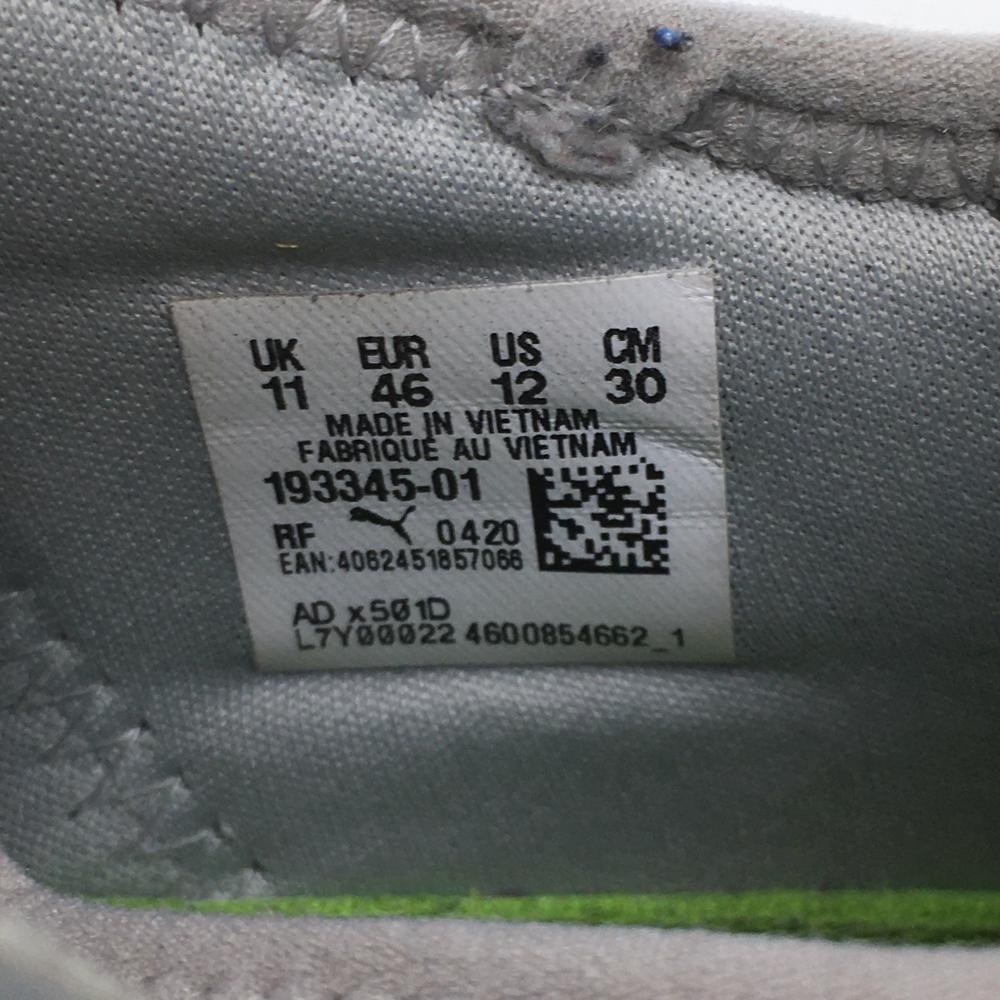 UK EUR US CM
11 46 12 30
MADE IN VIETNAM
FABRIQUÉ AU VIETNAM
193345-01
RF 0420
EAN:4062451857066
AD x501D
L7Y00022 4600854662_1